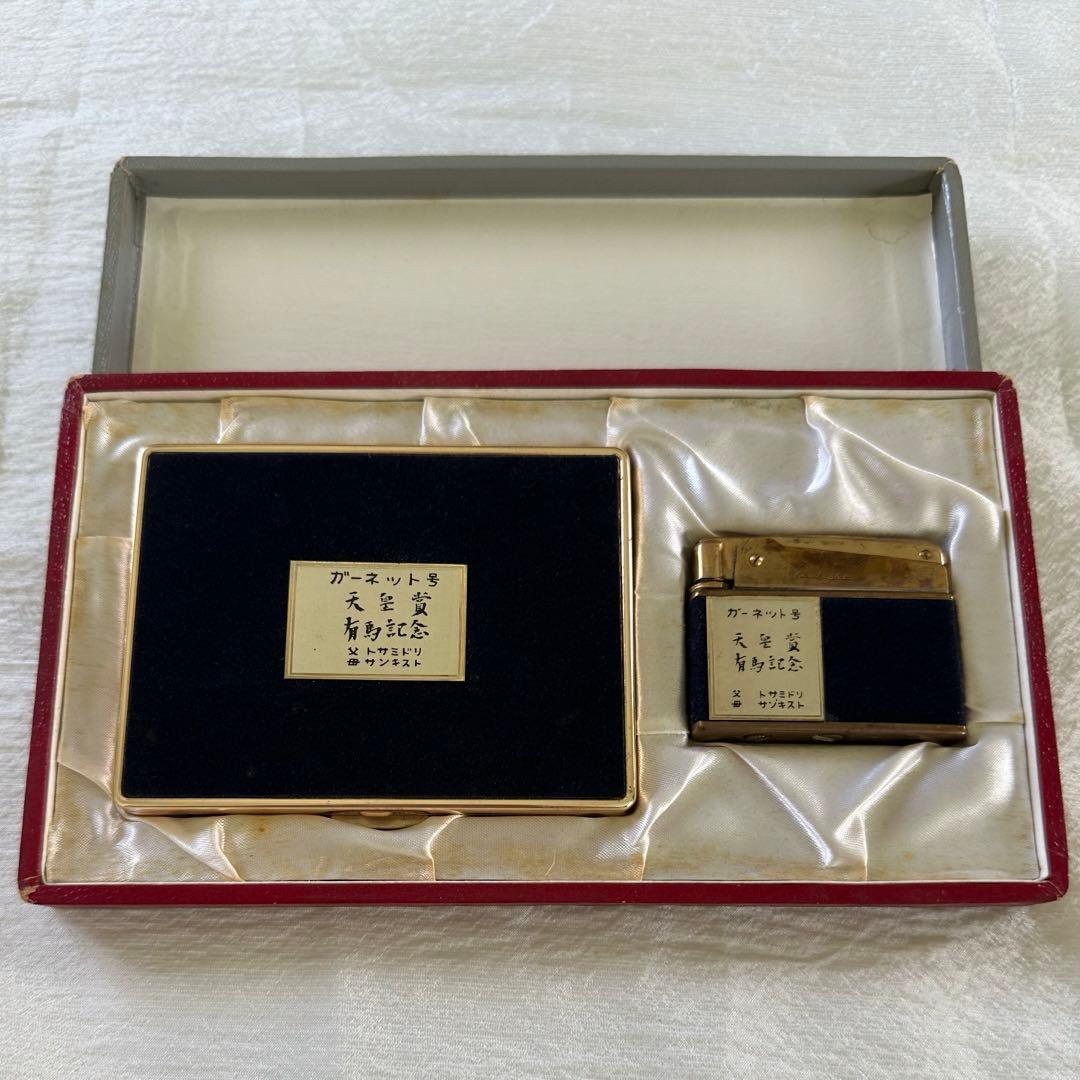 ガーネット号
天皇賞
有馬記念
父 トサミドリ
母 サンキスト
ガーネット号
天皇賞
有馬記念
父 トサミドリ
母 サンキスト